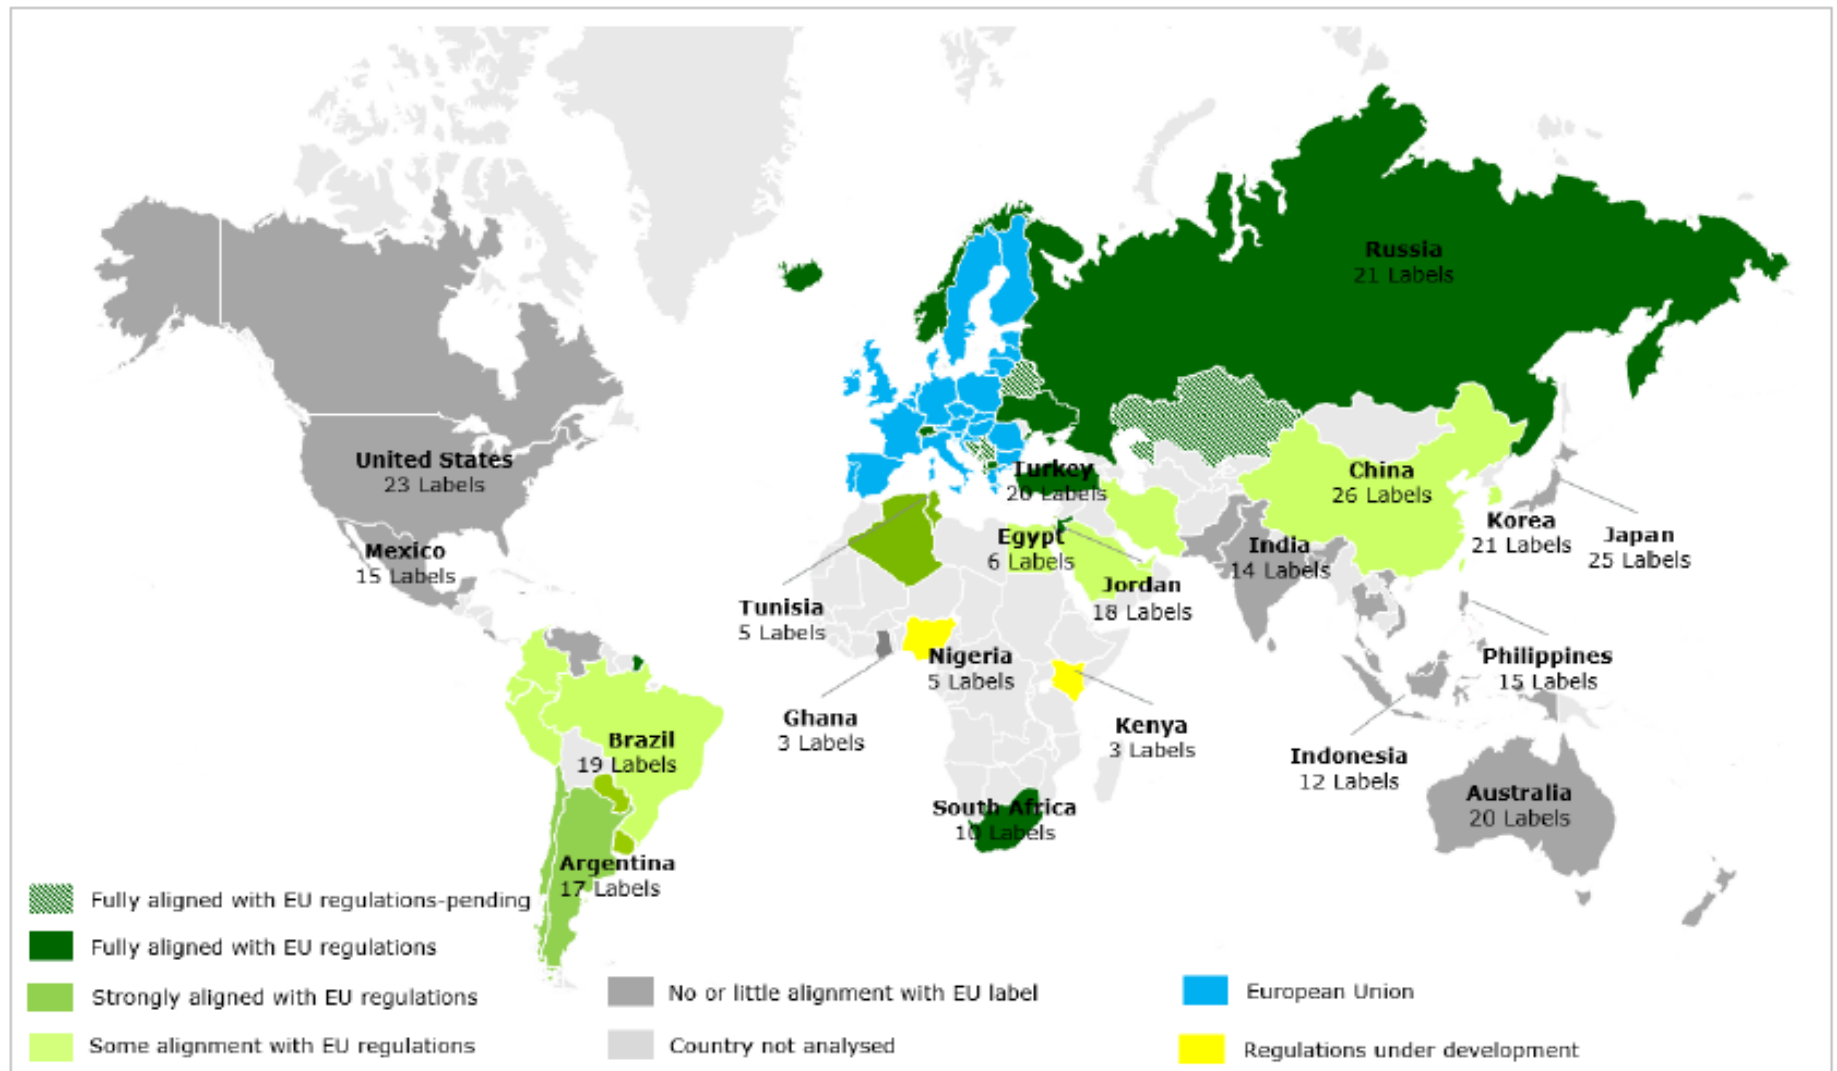 Russia
21 Labels
United States
23 Labels
Turkey
20 Labels
China
26 Labels
Mexico
15 Labels
Egypt
6 Labels
India
14 Labels
Korea
21 Labels
Japan
25 Labels
Jordan
18 Labels
Tunisia
5 Labels
Nigeria
5 Labels
Philippines
15 Labels
Ghana
3 Labels
Kenya
3 Labels
Brazil
19 Labels
Indonesia
12 Labels
South Africa
10 Labels
Australia
20 Labels
Argentina
17 Labels
Fully aligned with EU regulations-pending
Fully aligned with EU regulations
Strongly aligned with EU regulations
Some alignment with EU regulations
No or little alignment with EU label
Country not analysed
European Union
Regulations under development